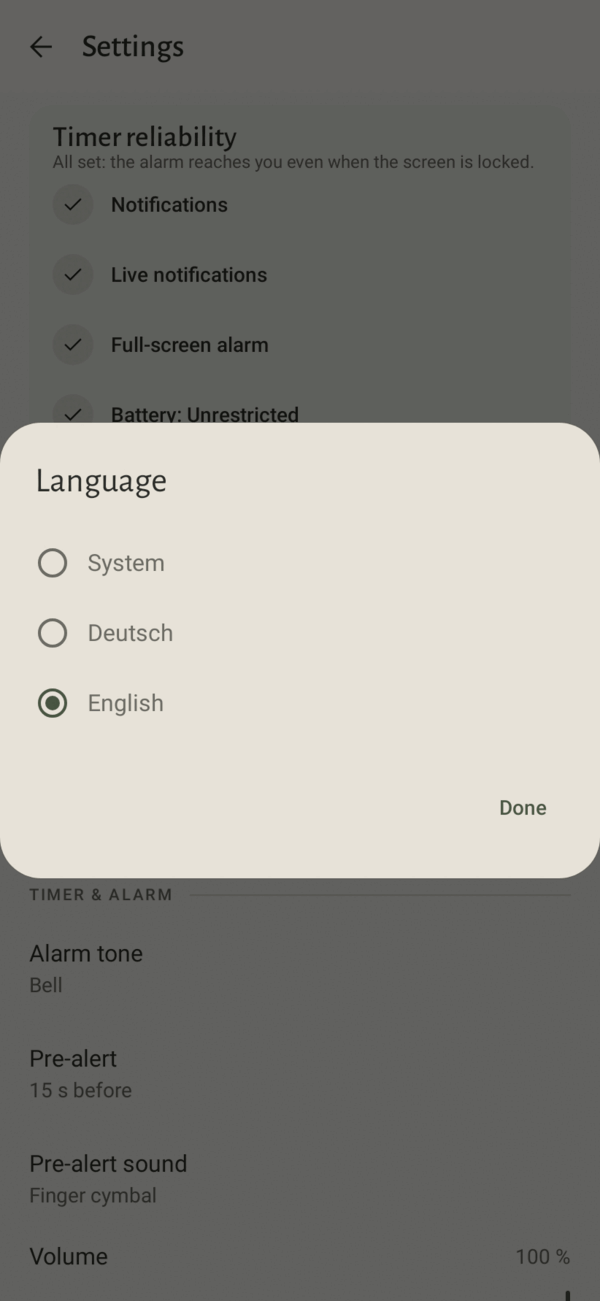 Settings
Timer reliability
All set: the alarm reaches you even when the screen is locked.
Notifications
Live notifications
Full-screen alarm
Battery: Unrestricted
Language
System
Deutsch
English
Done
TIMER & ALARM
Alarm tone
Bell
Pre-alert
15 s before
Pre-alert sound
Finger cymbal
Volume
100 %